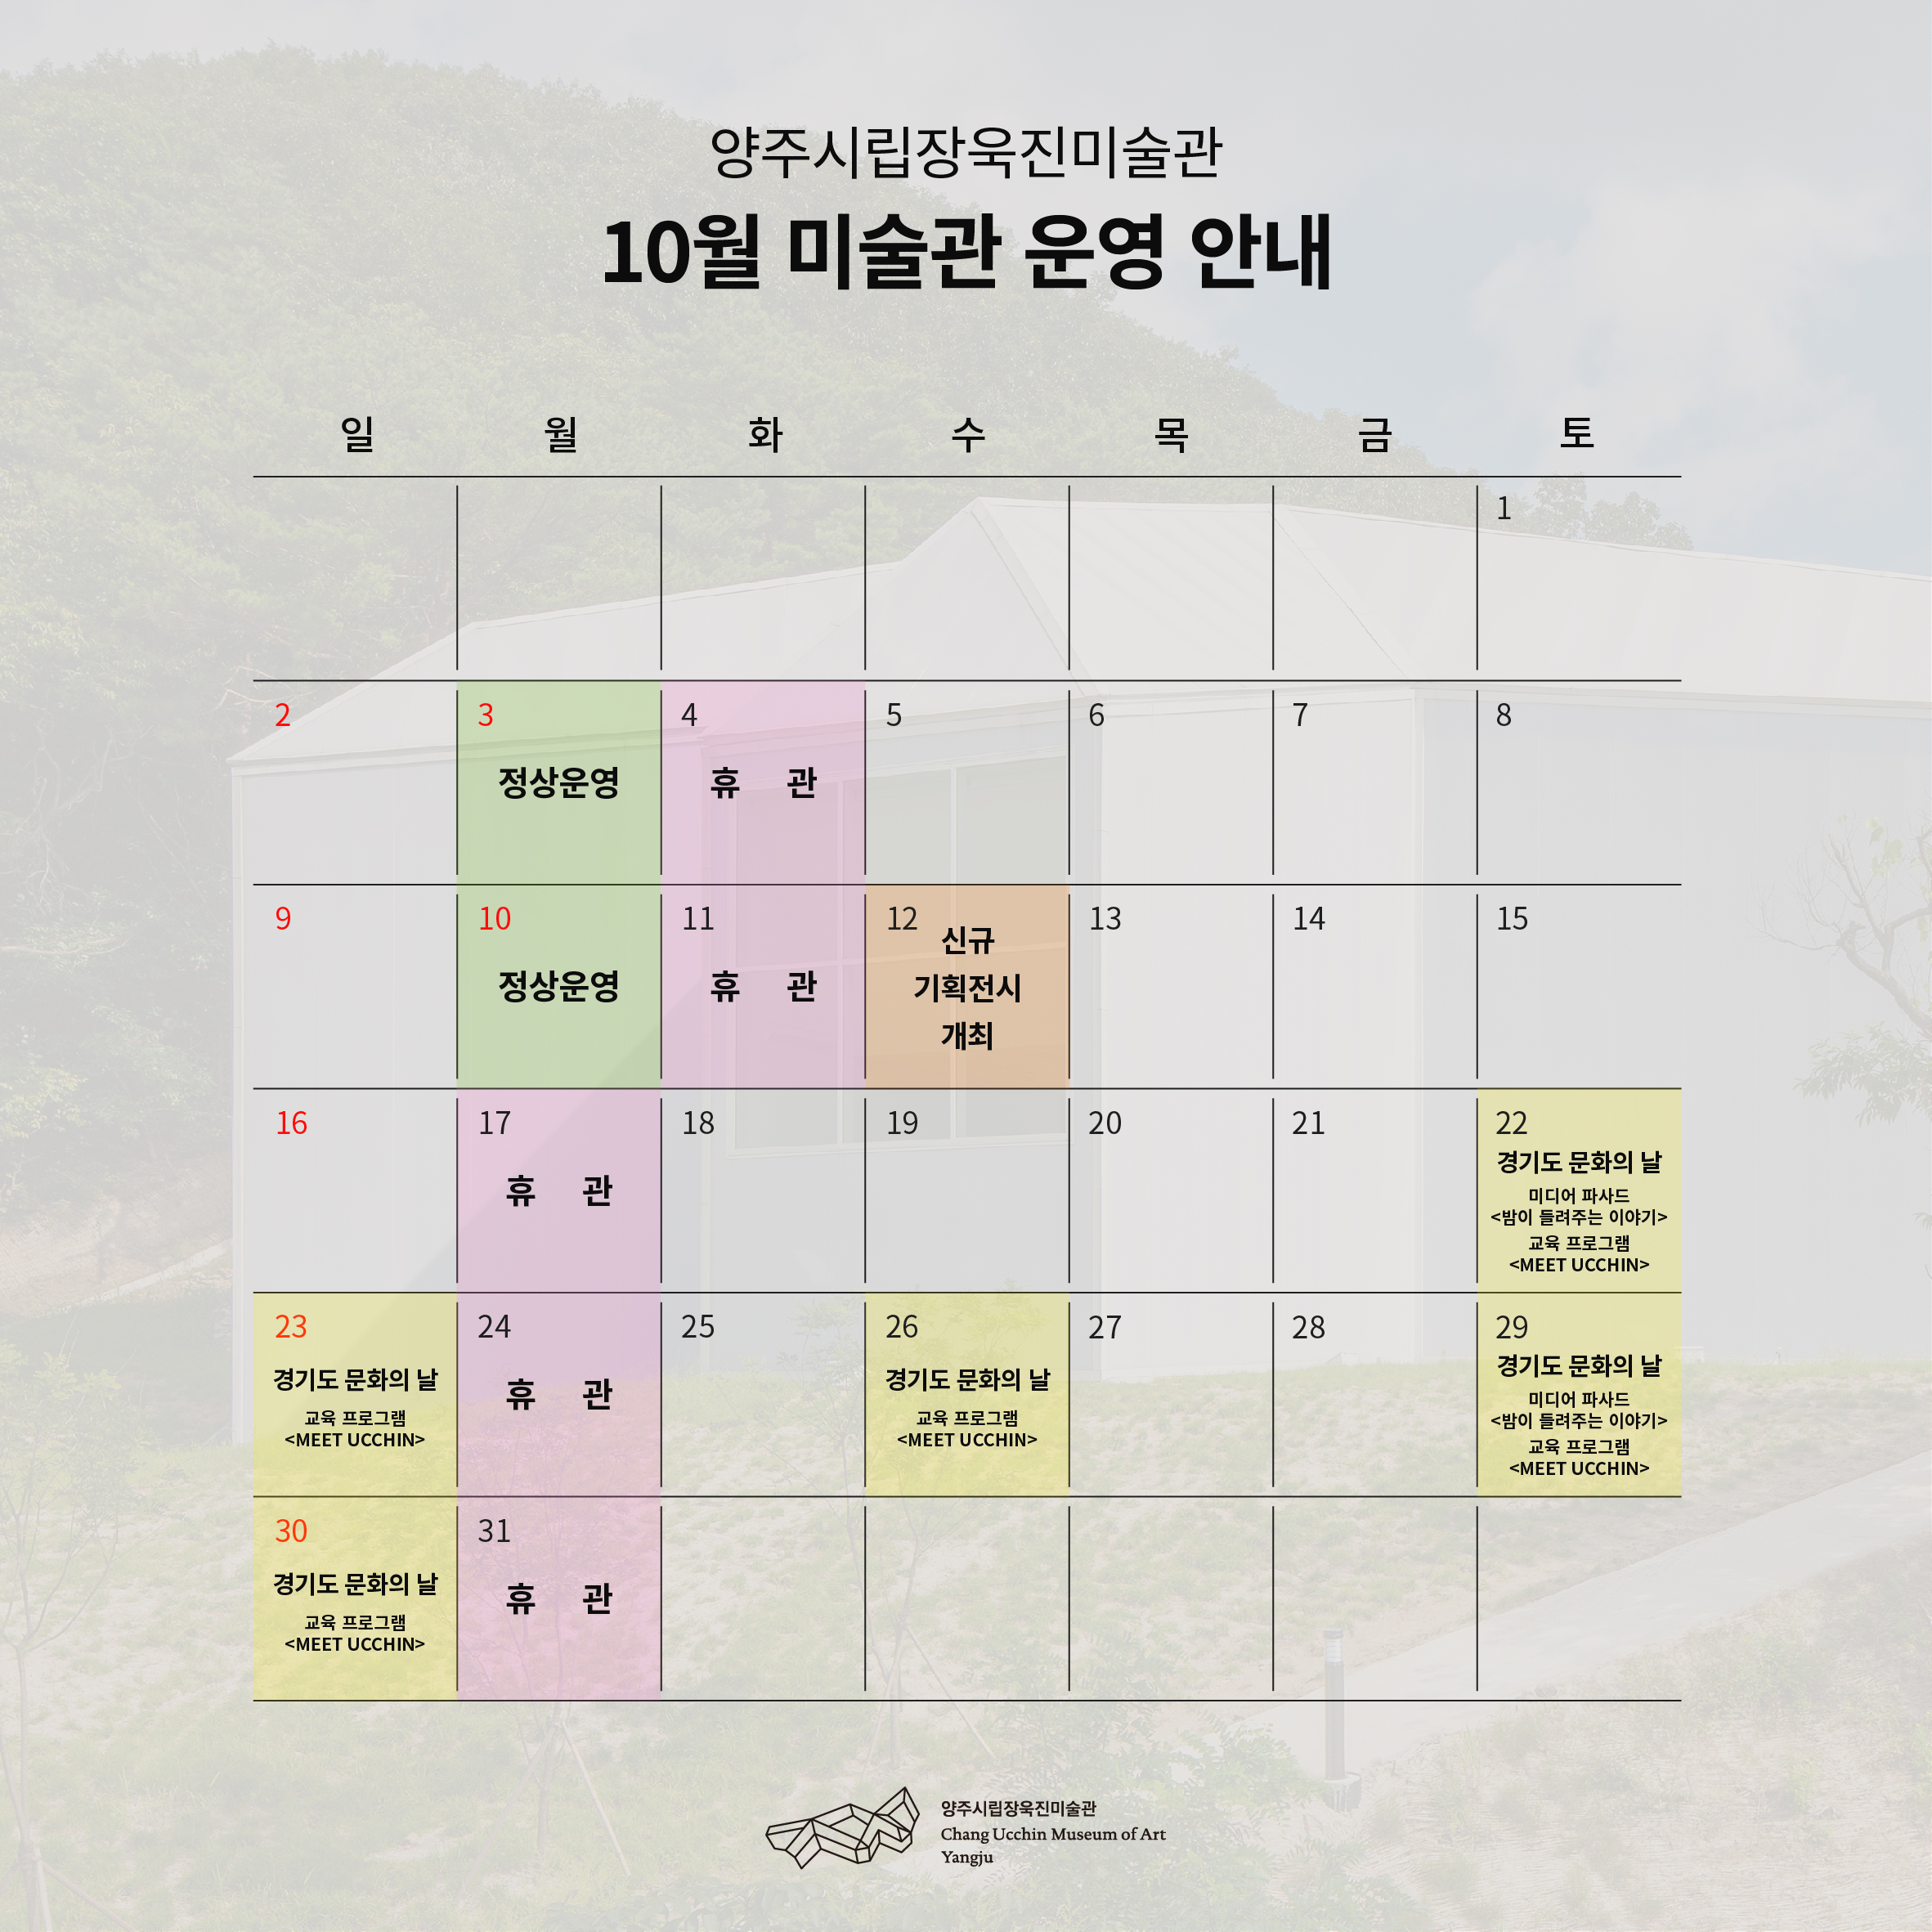 양주시립장욱진미술관
10월 미술관 운영 안내
일 월 화 수 목 금 토
1
2 3 4 5 6 7 8
정상운영 휴 관
9 10 11 12 13 14 15
정상운영 휴 관 신규
기획전시
개최
16 17 18 19 20 21 22
휴 관
경기도 문화의 날
미디어 파사드
<밤이 들려주는 이야기>
교육 프로그램
<MEET UCCHIN>
23 24 25 26 27 28 29
경기도 문화의 날
교육 프로그램
<MEET UCCHIN>
휴 관
경기도 문화의 날
교육 프로그램
<MEET UCCHIN>
경기도 문화의 날
미디어 파사드
<밤이 들려주는 이야기>
교육 프로그램
<MEET UCCHIN>
30 31
경기도 문화의 날
교육 프로그램
<MEET UCCHIN>
휴 관
양주시립장욱진미술관
Chang Ucchin Museum of Art
Yangju